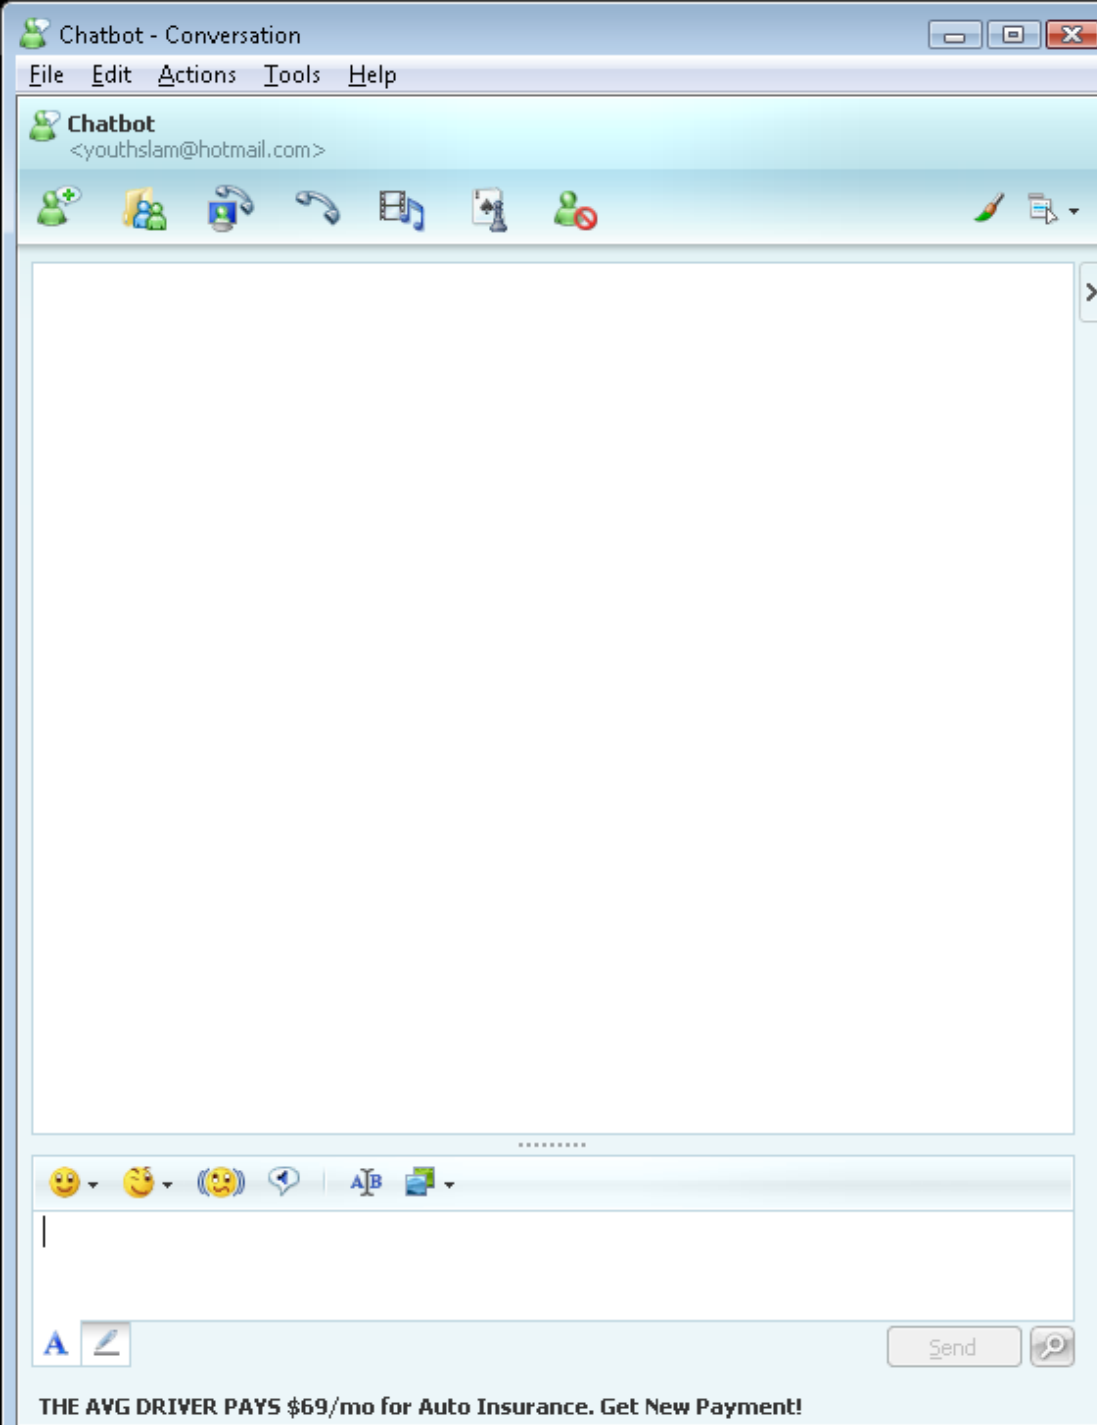 Chatbot - Conversation
File Edit Actions Tools Help
Chatbot
<youthslam@hotmail.com>
A B
A
Send
THE AVG DRIVER PAYS $69/mo for Auto Insurance. Get New Payment!